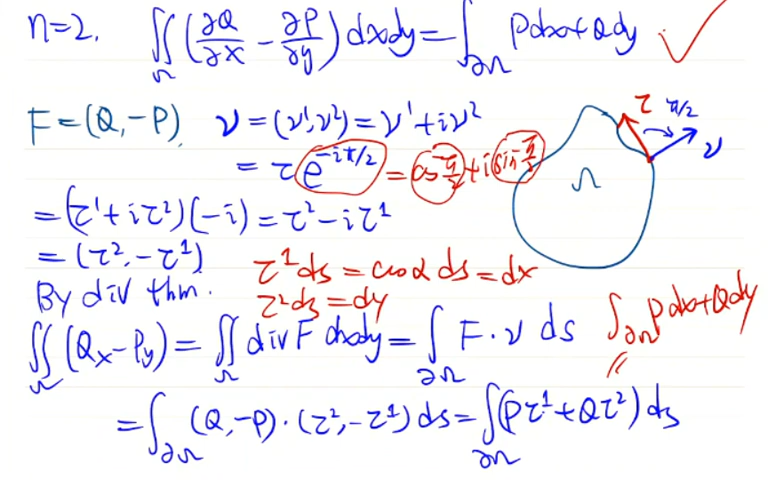 n=2. ∬_Ω (∂Q/∂x - ∂P/∂y) dxdy = ∫_∂Ω Pdx+Qdy ✓
F=(Q,-P) ν=(ν¹,ν²)=ν¹+iν² τ π/2 ν
= τ e^{-iπ/2} = cos -π/2 + i sin -π/2 Ω
=(τ¹+iτ²)(-i)=τ²-iτ¹
=(τ²,-τ¹) τ¹ds=cosα ds=dx
By div thm. τ²ds=dy
∬_Ω (Qx-Py) = ∬_Ω div F dxdy = ∫_∂Ω F·ν ds ∫_∂Ω Pdx+Qdy
=∫_∂Ω (Q,-P)·(τ²,-τ¹) ds = ∫_∂Ω (Pτ¹+Qτ²) ds